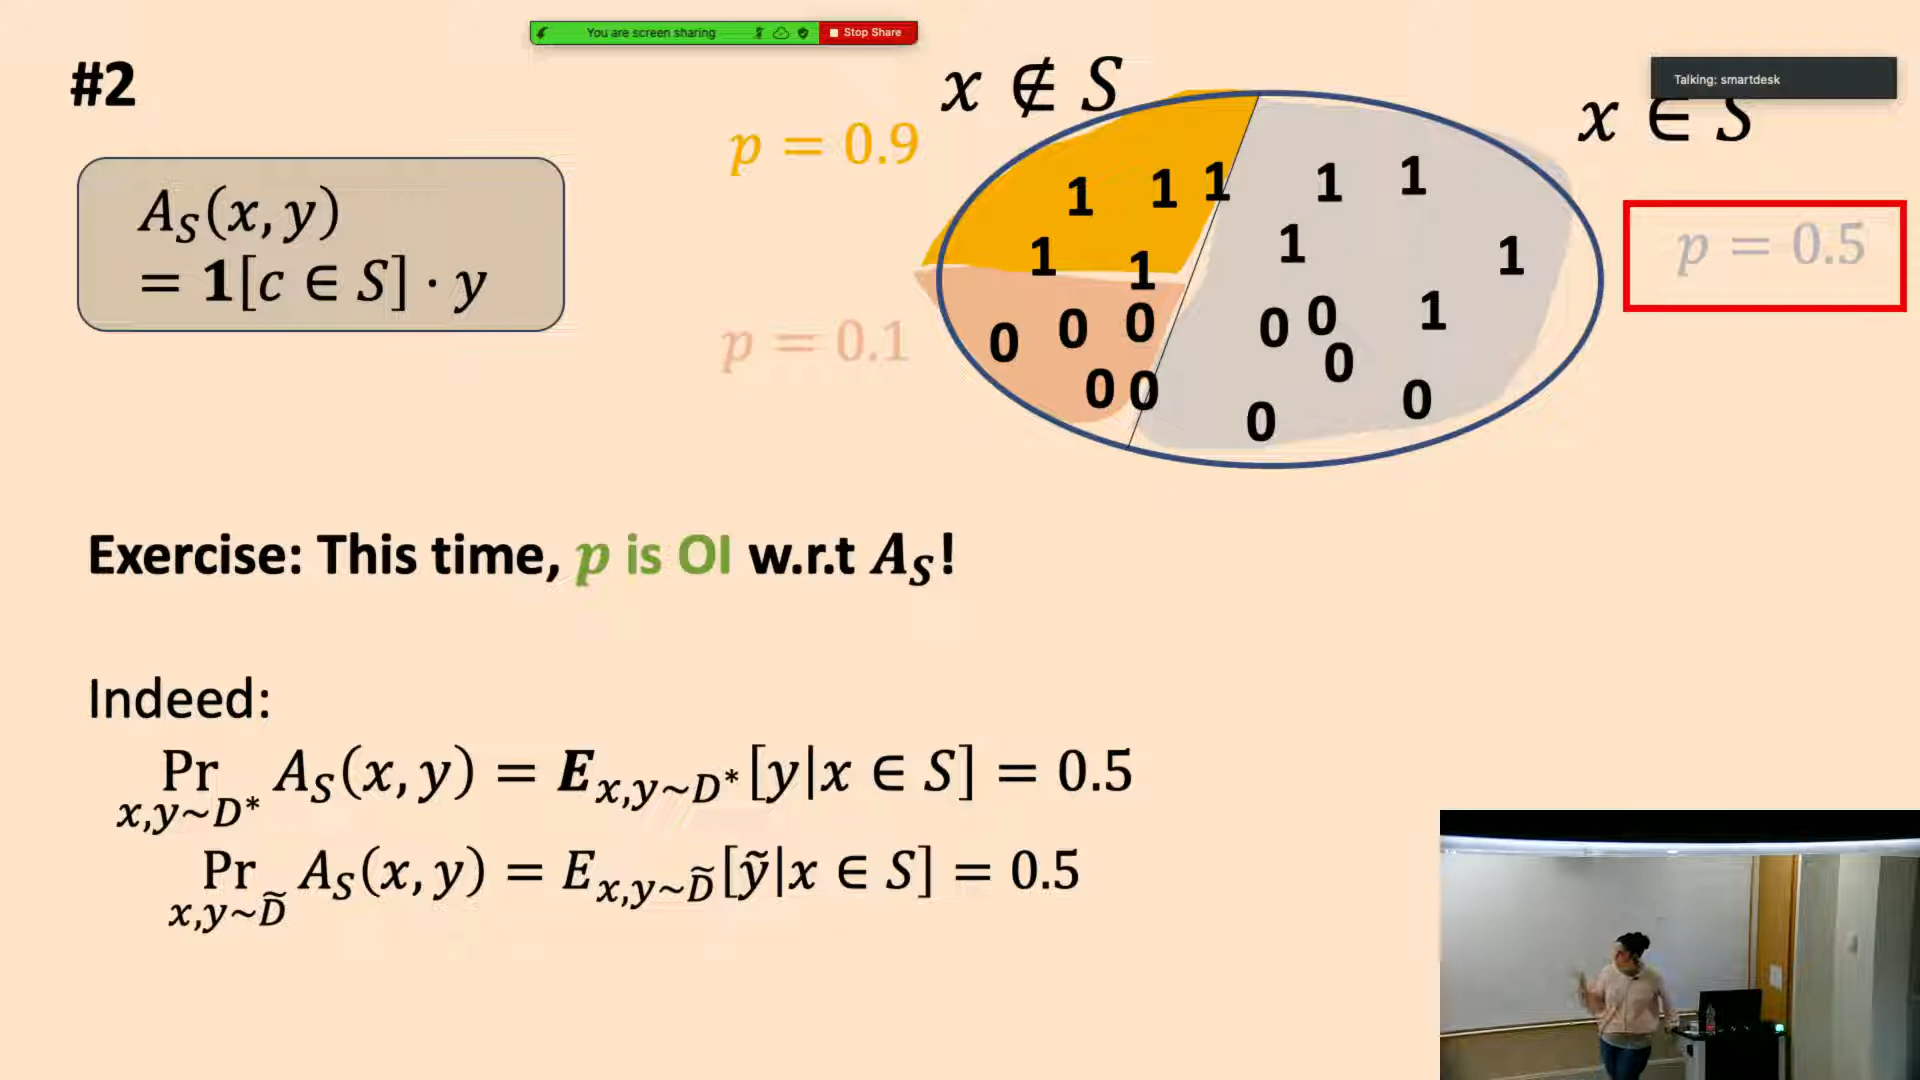 You are screen sharing
Stop Share
Talking: smartdesk
#2
x ∉ S
x ∈ S
p = 0.9
p = 0.5
p = 0.1
A_S(x, y)
= 𝟏[c ∈ S] · y
1 1 1 1 1
1 1
1 1
0 0 0 0 0 1
0
0 0 0 0
Exercise: This time, p is OI w.r.t A_S!
Indeed:
Pr_{x,y~D*} A_S(x, y) = E_{x,y~D*}[y|x ∈ S] = 0.5
Pr_{x,y~D̃} A_S(x, y) = E_{x,y~D̃}[ỹ|x ∈ S] = 0.5